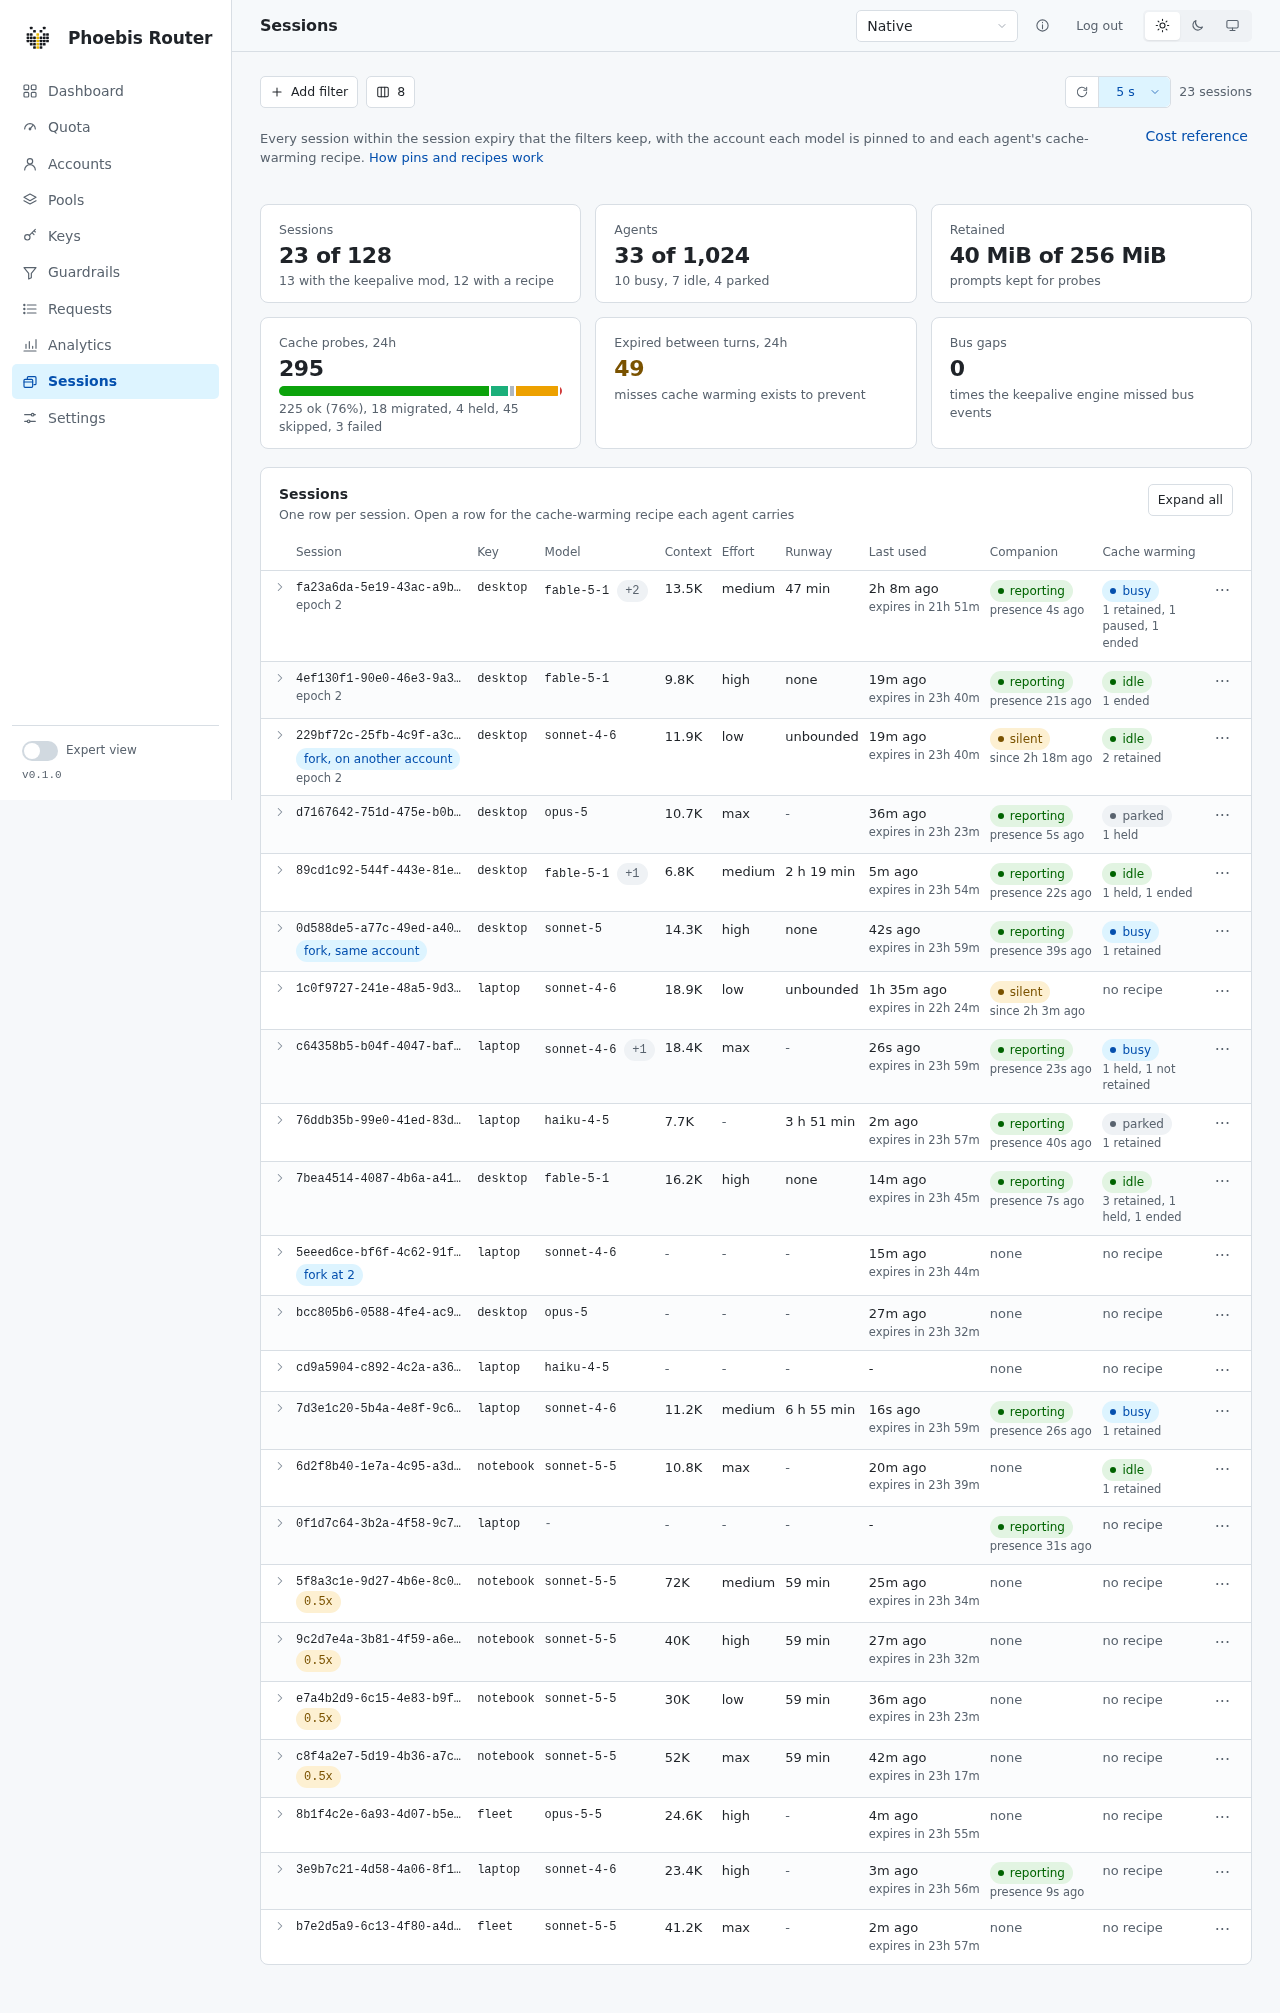 Phoebis Router
Dashboard
Quota
Accounts
Pools
Keys
Guardrails
Requests
Analytics
Sessions
Settings
Expert view
v0.1.0
Sessions
Native
Log out
Add filter
8
5 s
23 sessions
Every session within the session expiry that the filters keep, with the account each model is pinned to and each agent's cache-
warming recipe. How pins and recipes work
Cost reference
Sessions
23 of 128
13 with the keepalive mod, 12 with a recipe
Agents
33 of 1,024
10 busy, 7 idle, 4 parked
Retained
40 MiB of 256 MiB
prompts kept for probes
Cache probes, 24h
295
225 ok (76%), 18 migrated, 4 held, 45
skipped, 3 failed
Expired between turns, 24h
49
misses cache warming exists to prevent
Bus gaps
0
times the keepalive engine missed bus
events
Sessions
One row per session. Open a row for the cache-warming recipe each agent carries
Expand all
Session Key Model Context Effort Runway Last used Companion Cache warming
fa23a6da-5e19-43ac-a9b… desktop fable-5-1 +2 13.5K medium 47 min 2h 8m ago reporting busy ...
epoch 2 expires in 21h 51m presence 4s ago 1 retained, 1
paused, 1
ended
4ef130f1-90e0-46e3-9a3… desktop fable-5-1 9.8K high none 19m ago reporting idle ...
epoch 2 expires in 23h 40m presence 21s ago 1 ended
229bf72c-25fb-4c9f-a3c… desktop sonnet-4-6 11.9K low unbounded 19m ago silent idle ...
fork, on another account expires in 23h 40m since 2h 18m ago 2 retained
epoch 2
d7167642-751d-475e-b0b… desktop opus-5 10.7K max - 36m ago reporting parked ...
expires in 23h 23m presence 5s ago 1 held
89cd1c92-544f-443e-81e… desktop fable-5-1 +1 6.8K medium 2 h 19 min 5m ago reporting idle ...
expires in 23h 54m presence 22s ago 1 held, 1 ended
0d588de5-a77c-49ed-a40… desktop sonnet-5 14.3K high none 42s ago reporting busy ...
fork, same account expires in 23h 59m presence 39s ago 1 retained
1c0f9727-241e-48a5-9d3… laptop sonnet-4-6 18.9K low unbounded 1h 35m ago silent no recipe ...
expires in 22h 24m since 2h 3m ago
c64358b5-b04f-4047-baf… laptop sonnet-4-6 +1 18.4K max - 26s ago reporting busy ...
expires in 23h 59m presence 23s ago 1 held, 1 not
retained
76ddb35b-99e0-41ed-83d… laptop haiku-4-5 7.7K - 3 h 51 min 2m ago reporting parked ...
expires in 23h 57m presence 40s ago 1 retained
7bea4514-4087-4b6a-a41… desktop fable-5-1 16.2K high none 14m ago reporting idle ...
expires in 23h 45m presence 7s ago 3 retained, 1
held, 1 ended
5eeed6ce-bf6f-4c62-91f… laptop sonnet-4-6 - - - 15m ago none no recipe ...
fork at 2 expires in 23h 44m
bcc805b6-0588-4fe4-ac9… desktop opus-5 - - - 27m ago none no recipe ...
expires in 23h 32m
cd9a5904-c892-4c2a-a36… laptop haiku-4-5 - - - - none no recipe ...
7d3e1c20-5b4a-4e8f-9c6… laptop sonnet-4-6 11.2K medium 6 h 55 min 16s ago reporting busy ...
expires in 23h 59m presence 26s ago 1 retained
6d2f8b40-1e7a-4c95-a3d… notebook sonnet-5-5 10.8K max - 20m ago none idle ...
expires in 23h 39m 1 retained
0f1d7c64-3b2a-4f58-9c7… laptop - - - - - reporting no recipe ...
presence 31s ago
5f8a3c1e-9d27-4b6e-8c0… notebook sonnet-5-5 72K medium 59 min 25m ago none no recipe ...
0.5x expires in 23h 34m
9c2d7e4a-3b81-4f59-a6e… notebook sonnet-5-5 40K high 59 min 27m ago none no recipe ...
0.5x expires in 23h 32m
e7a4b2d9-6c15-4e83-b9f… notebook sonnet-5-5 30K low 59 min 36m ago none no recipe ...
0.5x expires in 23h 23m
c8f4a2e7-5d19-4b36-a7c… notebook sonnet-5-5 52K max 59 min 42m ago none no recipe ...
0.5x expires in 23h 17m
8b1f4c2e-6a93-4d07-b5e… fleet opus-5-5 24.6K high - 4m ago none no recipe ...
expires in 23h 55m
3e9b7c21-4d58-4a06-8f1… laptop sonnet-4-6 23.4K high - 3m ago reporting no recipe ...
expires in 23h 56m presence 9s ago
b7e2d5a9-6c13-4f80-a4d… fleet sonnet-5-5 41.2K max - 2m ago none no recipe ...
expires in 23h 57m